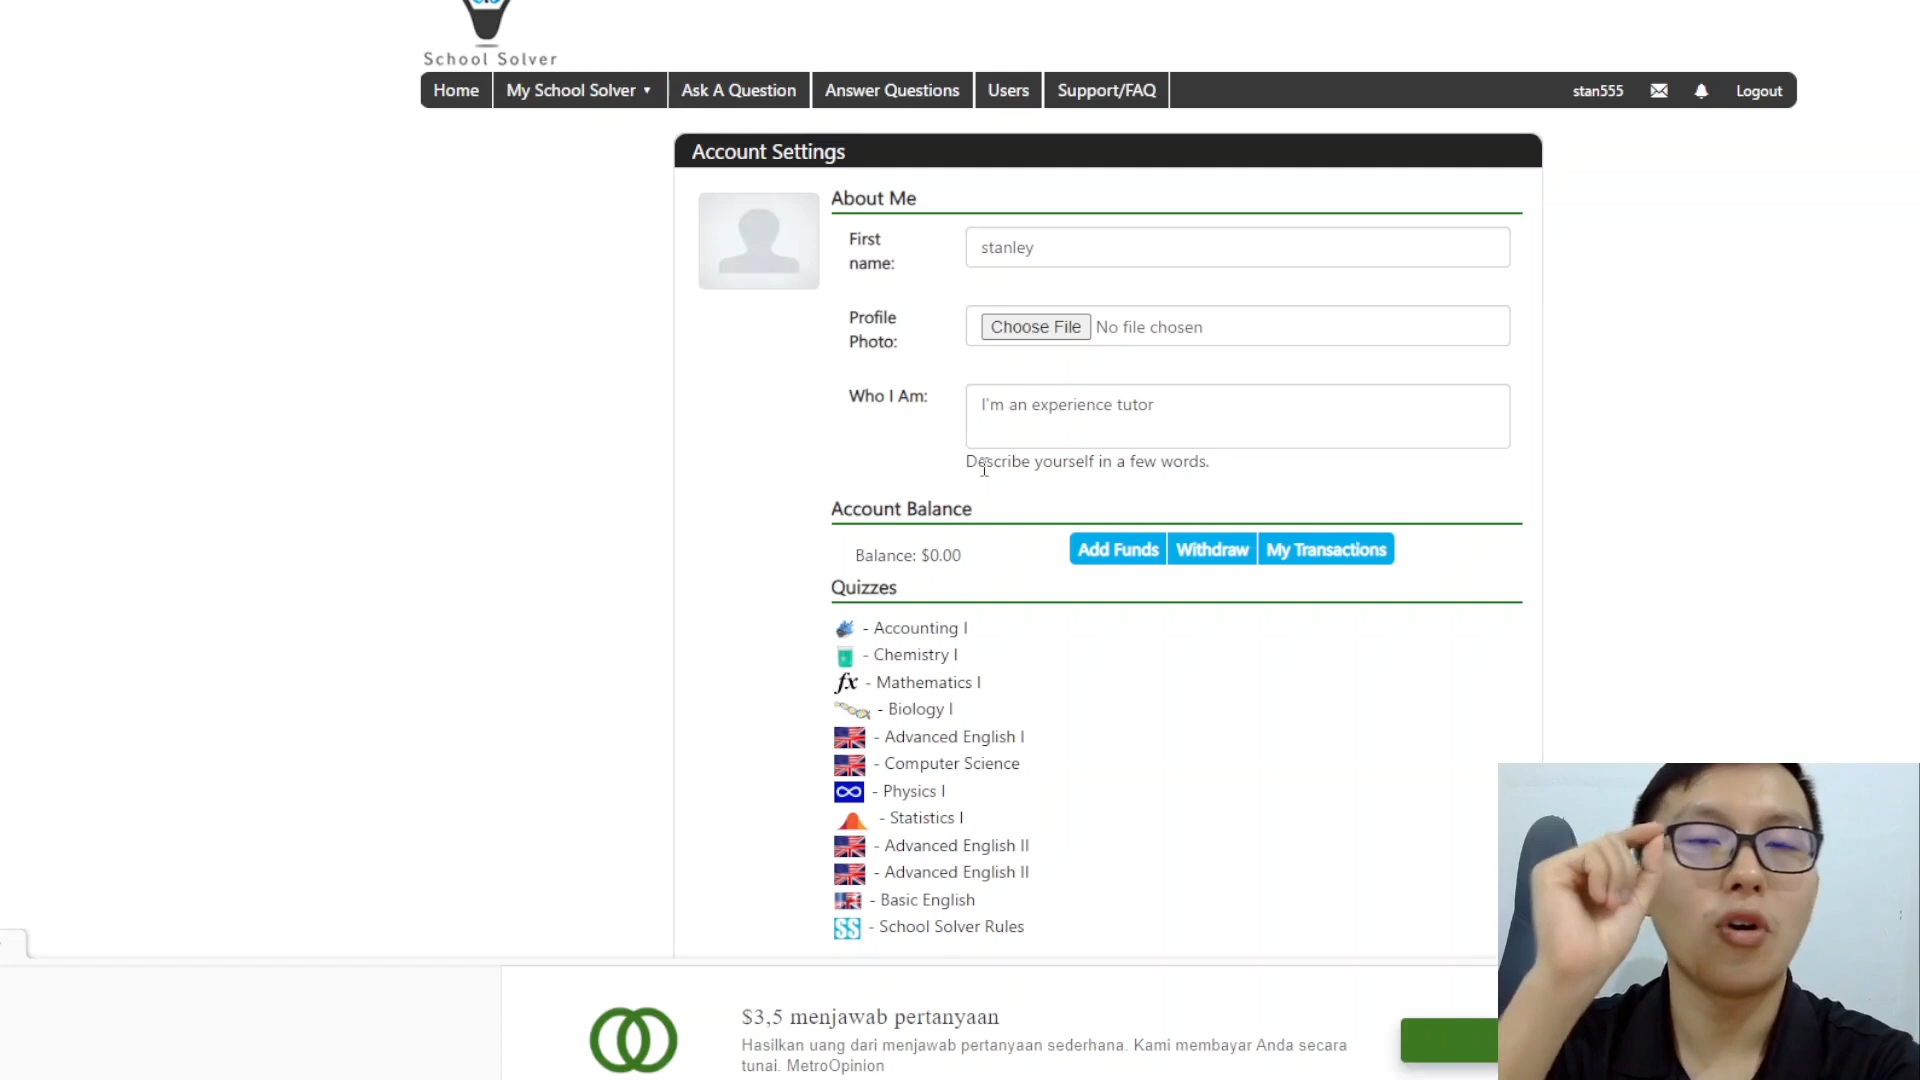 School Solver
Home My School Solver ▼ Ask A Question Answer Questions Users Support/FAQ stan555 Logout
Account Settings
About Me
First name:
stanley
Profile Photo:
Choose File No file chosen
Who I Am:
I'm an experience tutor
Describe yourself in a few words.
Account Balance
Balance: $0.00
Add Funds Withdraw My Transactions
Quizzes
- Accounting I
- Chemistry I
fx - Mathematics I
- Biology I
- Advanced English I
- Computer Science
- Physics I
- Statistics I
- Advanced English II
- Advanced English II
- Basic English
SS - School Solver Rules
$3,5 menjawab pertanyaan
Hasilkan uang dari menjawab pertanyaan sederhana. Kami membayar Anda secara
tunai. MetroOpinion